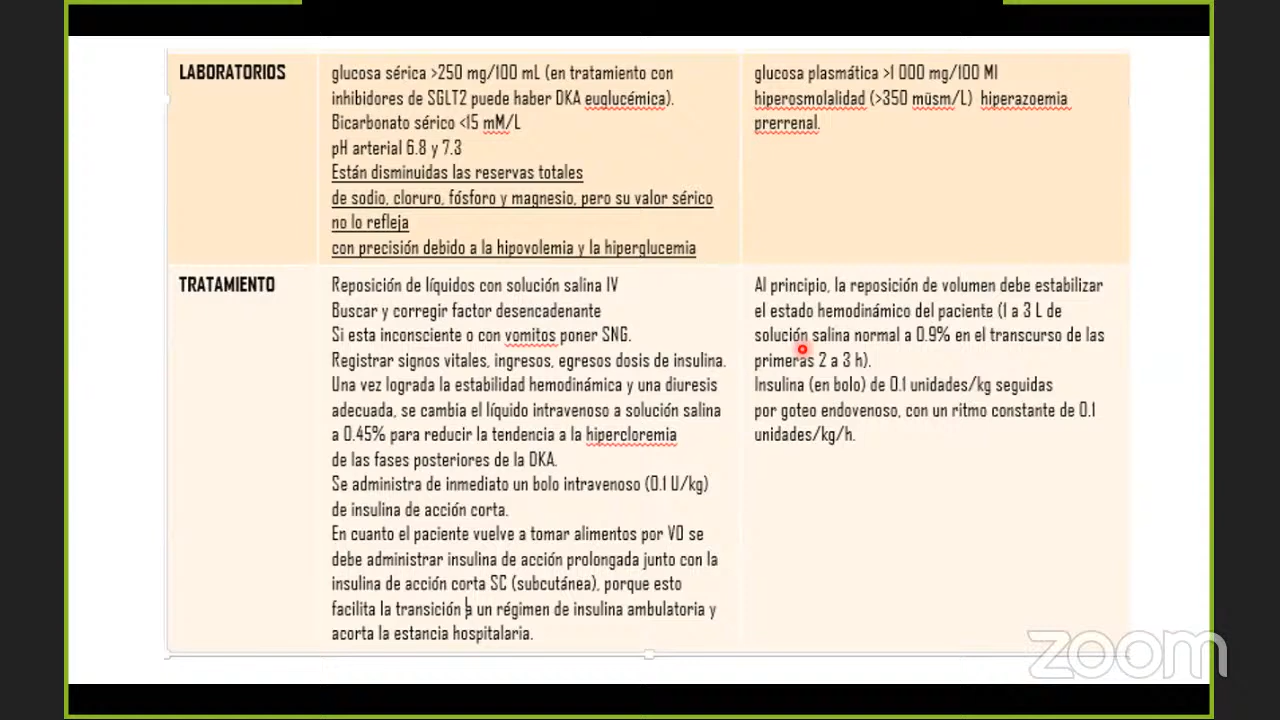 LABORATORIOS
glucosa sérica >250 mg/100 mL (en tratamiento con
inhibidores de SGLT2 puede haber DKA euglucémica).
Bicarbonato sérico <15 mM/L
pH arterial 6.8 y 7.3
Están disminuidas las reservas totales
de sodio, cloruro, fósforo y magnesio, pero su valor sérico
no lo refleja
con precisión debido a la hipovolemia y la hiperglucemia
glucosa plasmática >1 000 mg/100 Ml
hiperosmolalidad (>350 mūsm/L) hiperazoemia
prerrenal.
TRATAMIENTO
Reposición de líquidos con solución salina IV
Buscar y corregir factor desencadenante
Si esta inconsciente o con vomitos poner SNG.
Registrar signos vitales, ingresos, egresos dosis de insulina.
Una vez lograda la estabilidad hemodinámica y una diuresis
adecuada, se cambia el líquido intravenoso a solución salina
a 0.45% para reducir la tendencia a la hipercloremia
de las fases posteriores de la DKA.
Se administra de inmediato un bolo intravenoso (0.1 U/kg)
de insulina de acción corta.
En cuanto el paciente vuelve a tomar alimentos por VO se
debe administrar insulina de acción prolongada junto con la
insulina de acción corta SC (subcutánea), porque esto
facilita la transición a un régimen de insulina ambulatoria y
acorta la estancia hospitalaria.
Al principio, la reposición de volumen debe estabilizar
el estado hemodinámico del paciente (1 a 3 L de
solución salina normal a 0.9% en el transcurso de las
primeras 2 a 3 h).
Insulina (en bolo) de 0.1 unidades/kg seguidas
por goteo endovenoso, con un ritmo constante de 0.1
unidades/kg/h.
zoom